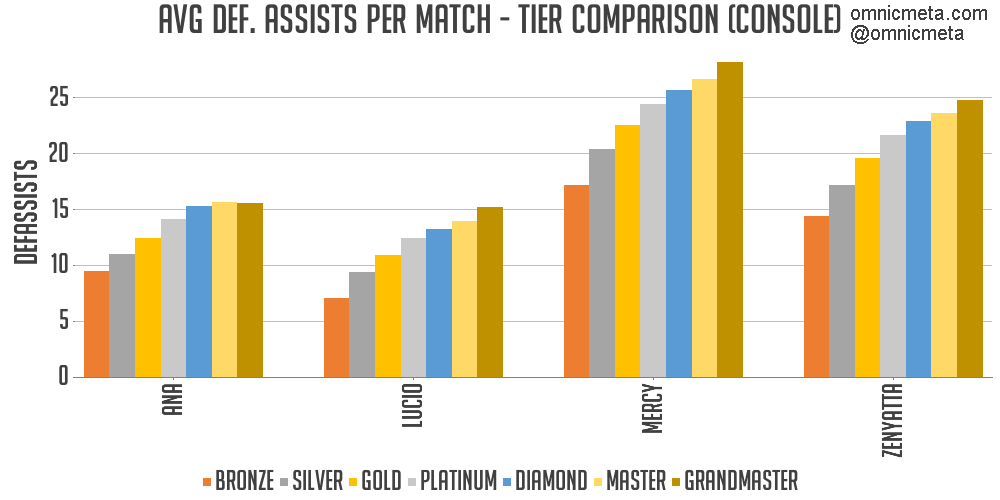 AVG DEF. ASSISTS PER MATCH - TIER COMPARISON (CONSOLE)
omnicmeta.com
@omnicmeta
DEFASSISTS
25
20
15
10
5
0
ANA
LUCIO
MERCY
ZENYATTA
BRONZE SILVER GOLD PLATINUM DIAMOND MASTER GRANDMASTER